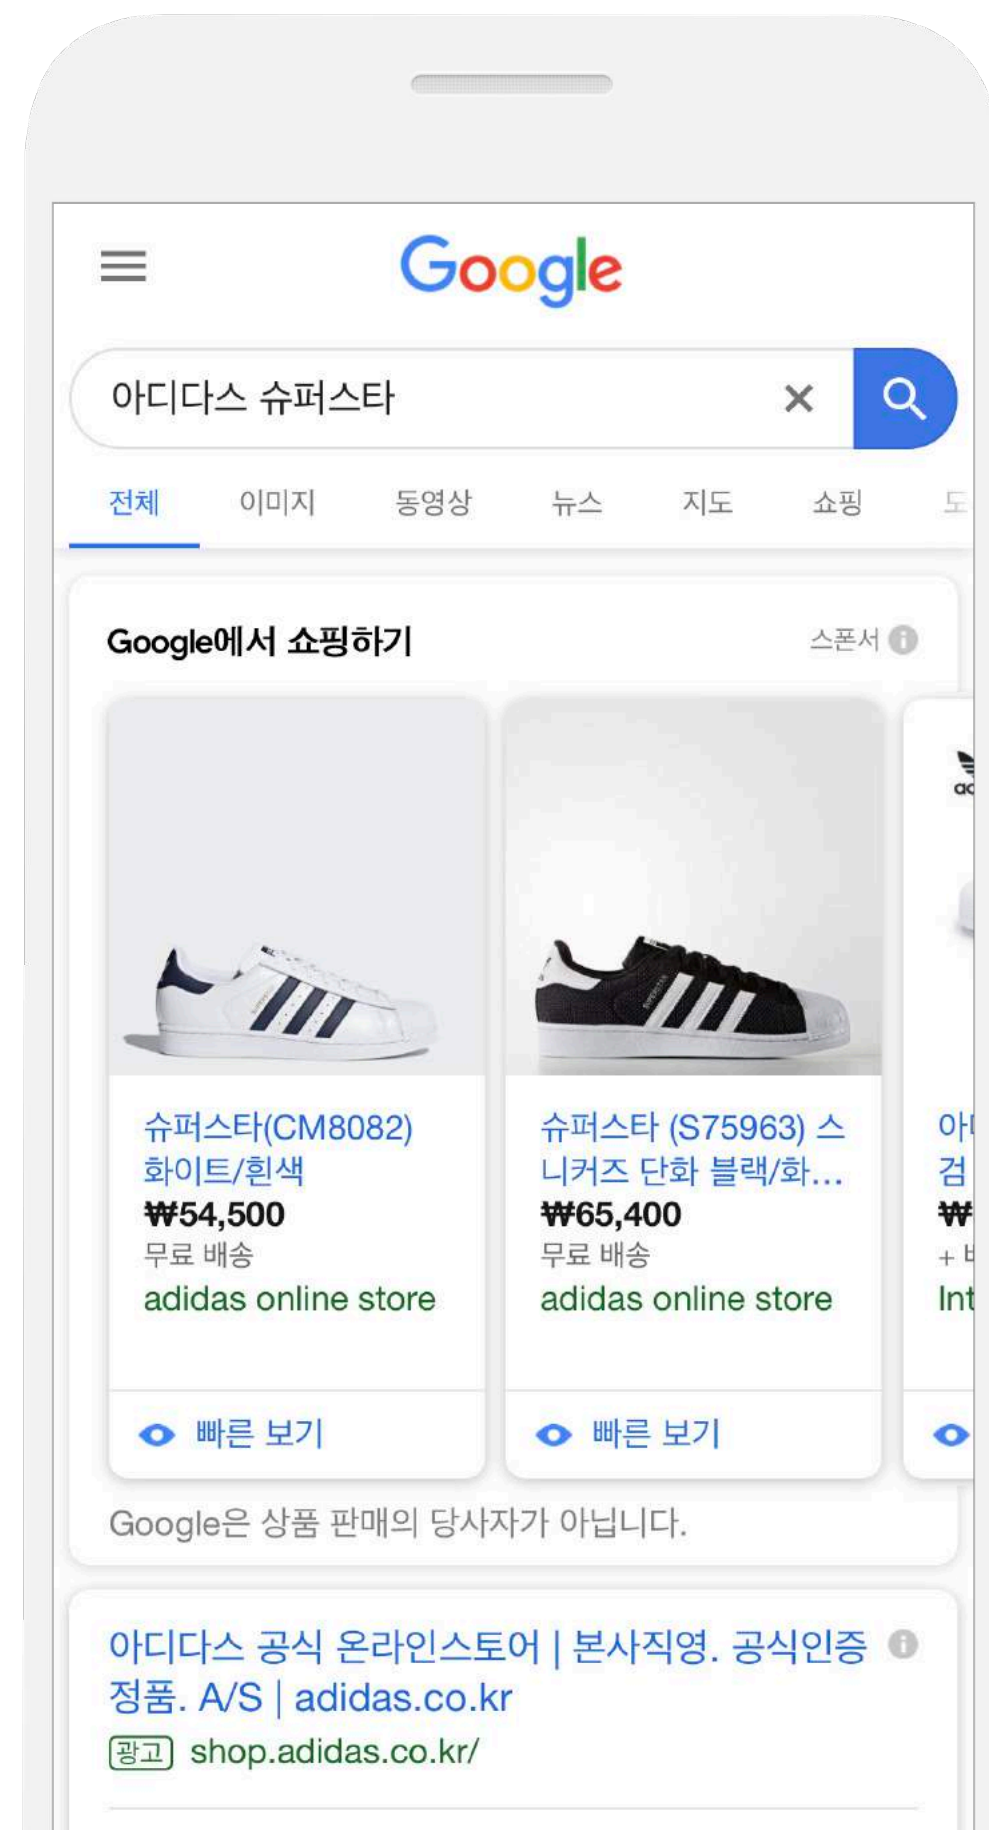 Google
아디다스 슈퍼스타
전체 이미지 동영상 뉴스 지도 쇼핑
Google에서 쇼핑하기 스폰서
슈퍼스타(CM8082)
화이트/흰색
₩54,500
무료 배송
adidas online store
빠른 보기
슈퍼스타 (S75963) 스
니커즈 단화 블랙/화...
₩65,400
무료 배송
adidas online store
빠른 보기
검
₩
+
Int
Google은 상품 판매의 당사자가 아닙니다.
아디다스 공식 온라인스토어 | 본사직영. 공식인증
정품. A/S | adidas.co.kr
광고 shop.adidas.co.kr/